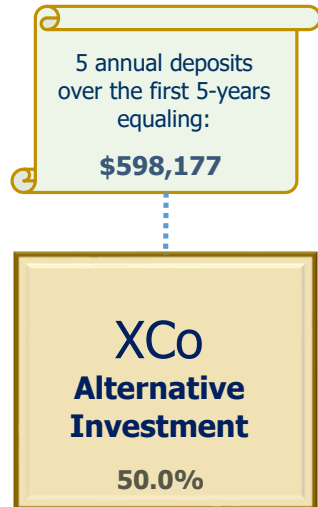 5 annual deposits
over the first 5-years
equaling:
$598,177
XCo
Alternative
Investment
50.0%